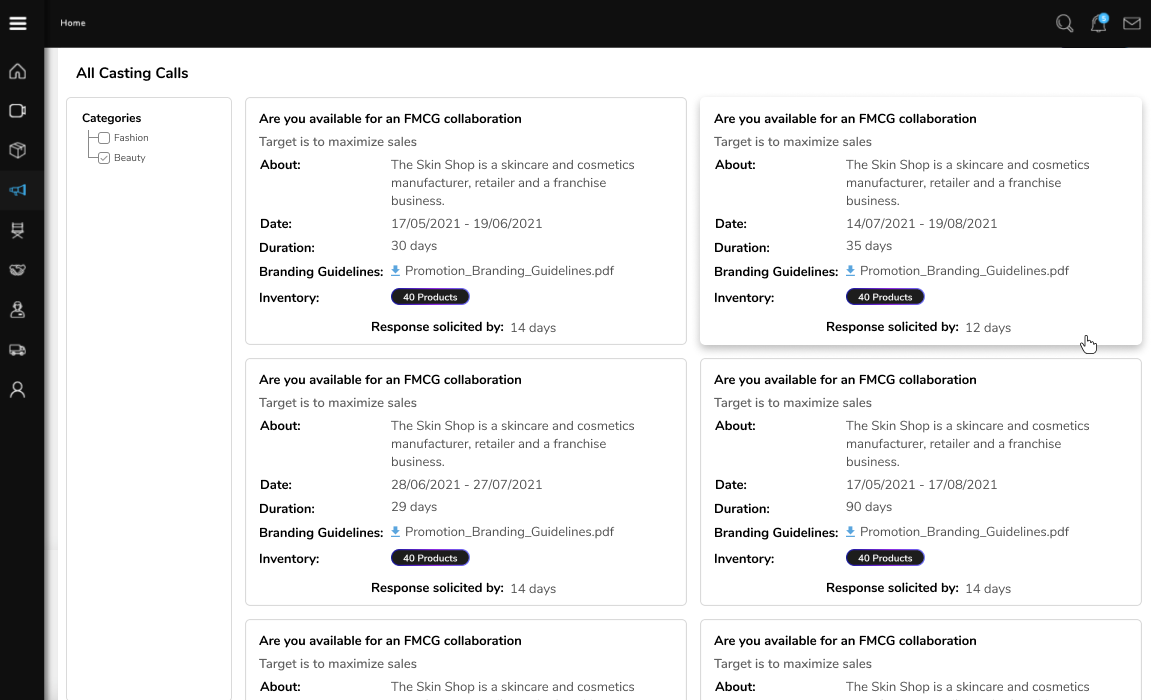 Home
5
All Casting Calls
Categories
Fashion
Beauty
Are you available for an FMCG collaboration
Target is to maximize sales
About: The Skin Shop is a skincare and cosmetics
manufacturer, retailer and a franchise
business.
Date: 17/05/2021 - 19/06/2021
Duration: 30 days
Branding Guidelines: Promotion_Branding_Guidelines.pdf
Inventory: 40 Products
Response solicited by: 14 days
Are you available for an FMCG collaboration
Target is to maximize sales
About: The Skin Shop is a skincare and cosmetics
manufacturer, retailer and a franchise
business.
Date: 14/07/2021 - 19/08/2021
Duration: 35 days
Branding Guidelines: Promotion_Branding_Guidelines.pdf
Inventory: 40 Products
Response solicited by: 12 days
Are you available for an FMCG collaboration
Target is to maximize sales
About: The Skin Shop is a skincare and cosmetics
manufacturer, retailer and a franchise
business.
Date: 28/06/2021 - 27/07/2021
Duration: 29 days
Branding Guidelines: Promotion_Branding_Guidelines.pdf
Inventory: 40 Products
Response solicited by: 14 days
Are you available for an FMCG collaboration
Target is to maximize sales
About: The Skin Shop is a skincare and cosmetics
manufacturer, retailer and a franchise
business.
Date: 17/05/2021 - 17/08/2021
Duration: 90 days
Branding Guidelines: Promotion_Branding_Guidelines.pdf
Inventory: 40 Products
Response solicited by: 14 days
Are you available for an FMCG collaboration
Target is to maximize sales
About: The Skin Shop is a skincare and cosmetics
Are you available for an FMCG collaboration
Target is to maximize sales
About: The Skin Shop is a skincare and cosmetics